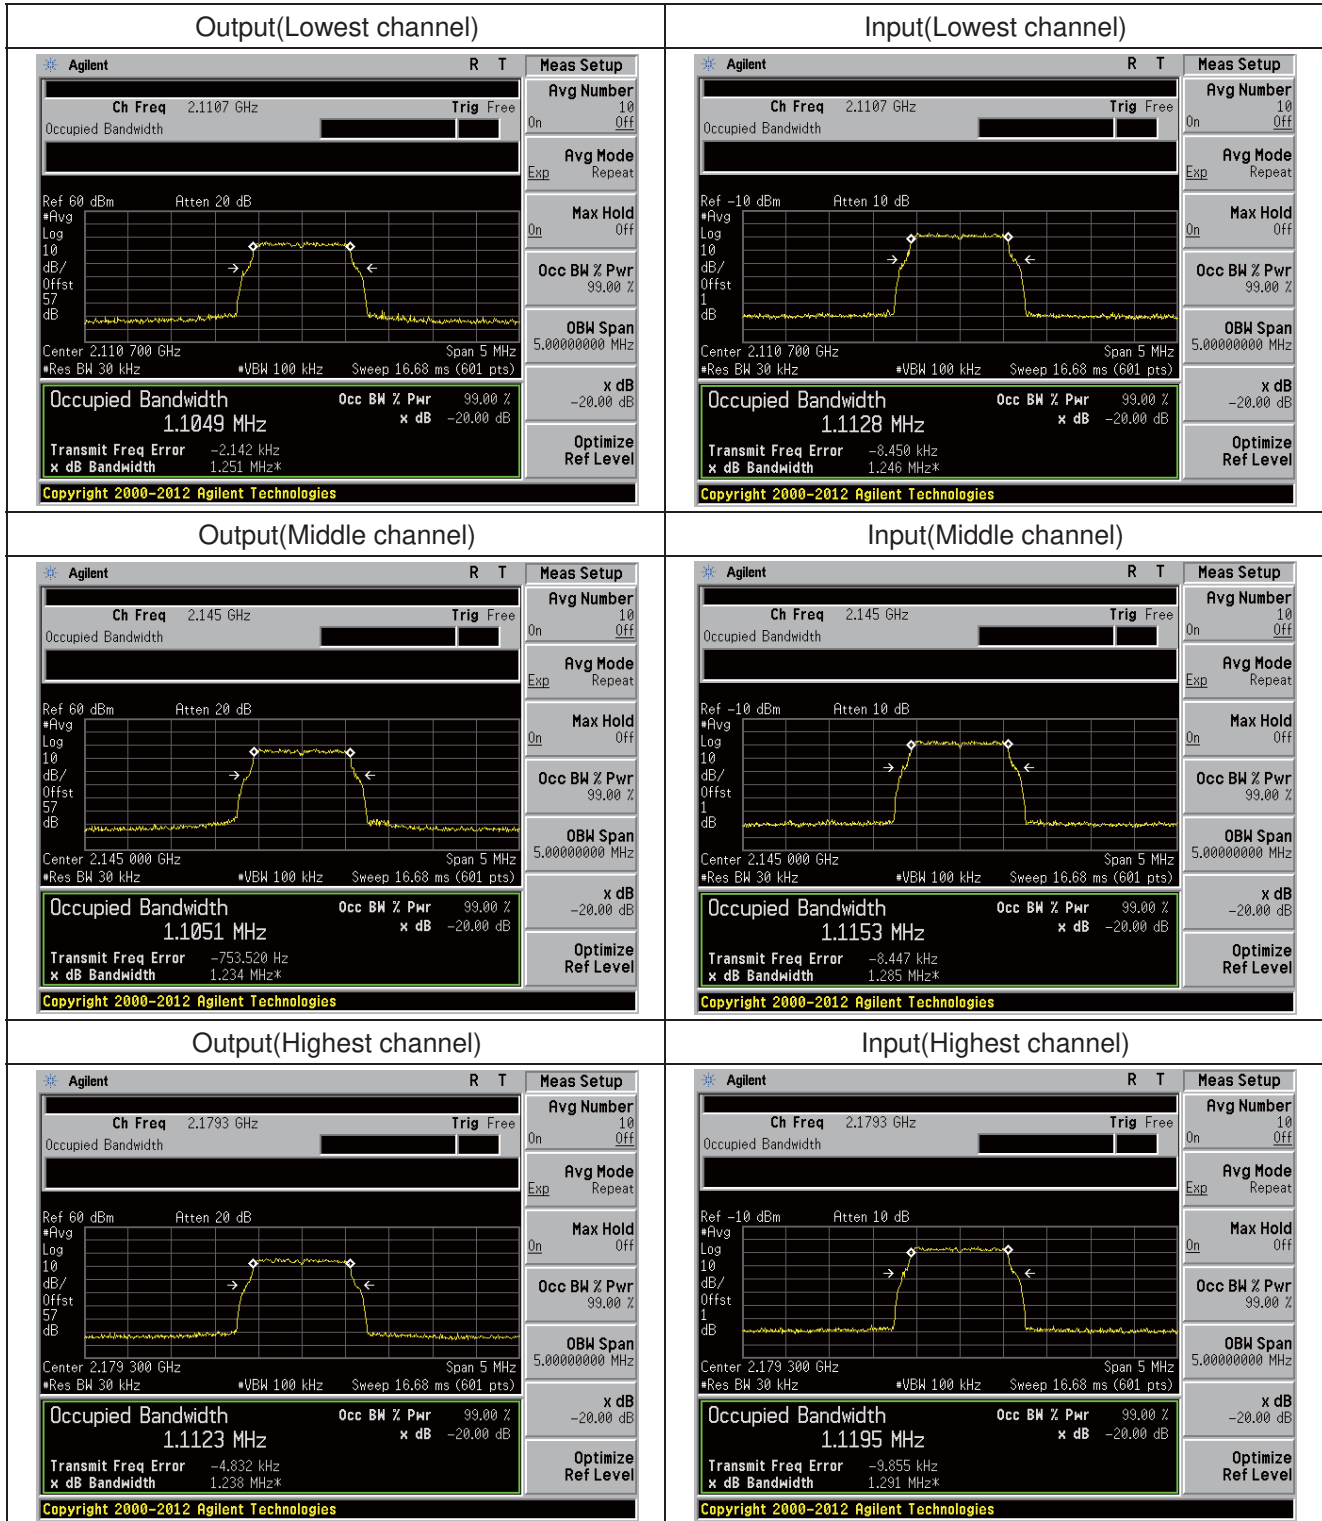 Output(Lowest channel)
Input(Lowest channel)
Agilent R T Meas Setup
Ch Freq 2.1107 GHz Trig Free
Occupied Bandwidth
Avg Number
10
On Off
Avg Mode
Exp Repeat
Ref 60 dBm Atten 20 dB
#Avg
Log
10
dB/
Offst
57
dB
Max Hold
On Off
Occ BW % Pwr
99.00 %
OBW Span
5.00000000 MHz
Center 2.110 700 GHz Span 5 MHz
#Res BW 30 kHz #VBW 100 kHz Sweep 16.68 ms (601 pts)
Occupied Bandwidth Occ BW % Pwr 99.00 %
1.1049 MHz x dB -20.00 dB
Transmit Freq Error -2.142 kHz
x dB Bandwidth 1.251 MHz*
x dB
-20.00 dB
Optimize
Ref Level
Copyright 2000-2012 Agilent Technologies
Agilent R T Meas Setup
Ch Freq 2.1107 GHz Trig Free
Occupied Bandwidth
Avg Number
10
On Off
Avg Mode
Exp Repeat
Ref -10 dBm Atten 10 dB
#Avg
Log
10
dB/
Offst
1
dB
Max Hold
On Off
Occ BW % Pwr
99.00 %
OBW Span
5.00000000 MHz
Center 2.110 700 GHz Span 5 MHz
#Res BW 30 kHz #VBW 100 kHz Sweep 16.68 ms (601 pts)
Occupied Bandwidth Occ BW % Pwr 99.00 %
1.1128 MHz x dB -20.00 dB
Transmit Freq Error -8.450 kHz
x dB Bandwidth 1.246 MHz*
x dB
-20.00 dB
Optimize
Ref Level
Copyright 2000-2012 Agilent Technologies
Output(Middle channel)
Input(Middle channel)
Agilent R T Meas Setup
Ch Freq 2.145 GHz Trig Free
Occupied Bandwidth
Avg Number
10
On Off
Avg Mode
Exp Repeat
Ref 60 dBm Atten 20 dB
#Avg
Log
10
dB/
Offst
57
dB
Max Hold
On Off
Occ BW % Pwr
99.00 %
OBW Span
5.00000000 MHz
Center 2.145 000 GHz Span 5 MHz
#Res BW 30 kHz #VBW 100 kHz Sweep 16.68 ms (601 pts)
Occupied Bandwidth Occ BW % Pwr 99.00 %
1.1051 MHz x dB -20.00 dB
Transmit Freq Error -753.520 Hz
x dB Bandwidth 1.234 MHz*
x dB
-20.00 dB
Optimize
Ref Level
Copyright 2000-2012 Agilent Technologies
Agilent R T Meas Setup
Ch Freq 2.145 GHz Trig Free
Occupied Bandwidth
Avg Number
10
On Off
Avg Mode
Exp Repeat
Ref -10 dBm Atten 10 dB
#Avg
Log
10
dB/
Offst
1
dB
Max Hold
On Off
Occ BW % Pwr
99.00 %
OBW Span
5.00000000 MHz
Center 2.145 000 GHz Span 5 MHz
#Res BW 30 kHz #VBW 100 kHz Sweep 16.68 ms (601 pts)
Occupied Bandwidth Occ BW % Pwr 99.00 %
1.1153 MHz x dB -20.00 dB
Transmit Freq Error -8.447 kHz
x dB Bandwidth 1.285 MHz*
x dB
-20.00 dB
Optimize
Ref Level
Copyright 2000-2012 Agilent Technologies
Output(Highest channel)
Input(Highest channel)
Agilent R T Meas Setup
Ch Freq 2.1793 GHz Trig Free
Occupied Bandwidth
Avg Number
10
On Off
Avg Mode
Exp Repeat
Ref 60 dBm Atten 20 dB
#Avg
Log
10
dB/
Offst
57
dB
Max Hold
On Off
Occ BW % Pwr
99.00 %
OBW Span
5.00000000 MHz
Center 2.179 300 GHz Span 5 MHz
#Res BW 30 kHz #VBW 100 kHz Sweep 16.68 ms (601 pts)
Occupied Bandwidth Occ BW % Pwr 99.00 %
1.1123 MHz x dB -20.00 dB
Transmit Freq Error -4.832 kHz
x dB Bandwidth 1.238 MHz*
x dB
-20.00 dB
Optimize
Ref Level
Copyright 2000-2012 Agilent Technologies
Agilent R T Meas Setup
Ch Freq 2.1793 GHz Trig Free
Occupied Bandwidth
Avg Number
10
On Off
Avg Mode
Exp Repeat
Ref -10 dBm Atten 10 dB
#Avg
Log
10
dB/
Offst
1
dB
Max Hold
On Off
Occ BW % Pwr
99.00 %
OBW Span
5.00000000 MHz
Center 2.179 300 GHz Span 5 MHz
#Res BW 30 kHz #VBW 100 kHz Sweep 16.68 ms (601 pts)
Occupied Bandwidth Occ BW % Pwr 99.00 %
1.1195 MHz x dB -20.00 dB
Transmit Freq Error -9.855 kHz
x dB Bandwidth 1.291 MHz*
x dB
-20.00 dB
Optimize
Ref Level
Copyright 2000-2012 Agilent Technologies